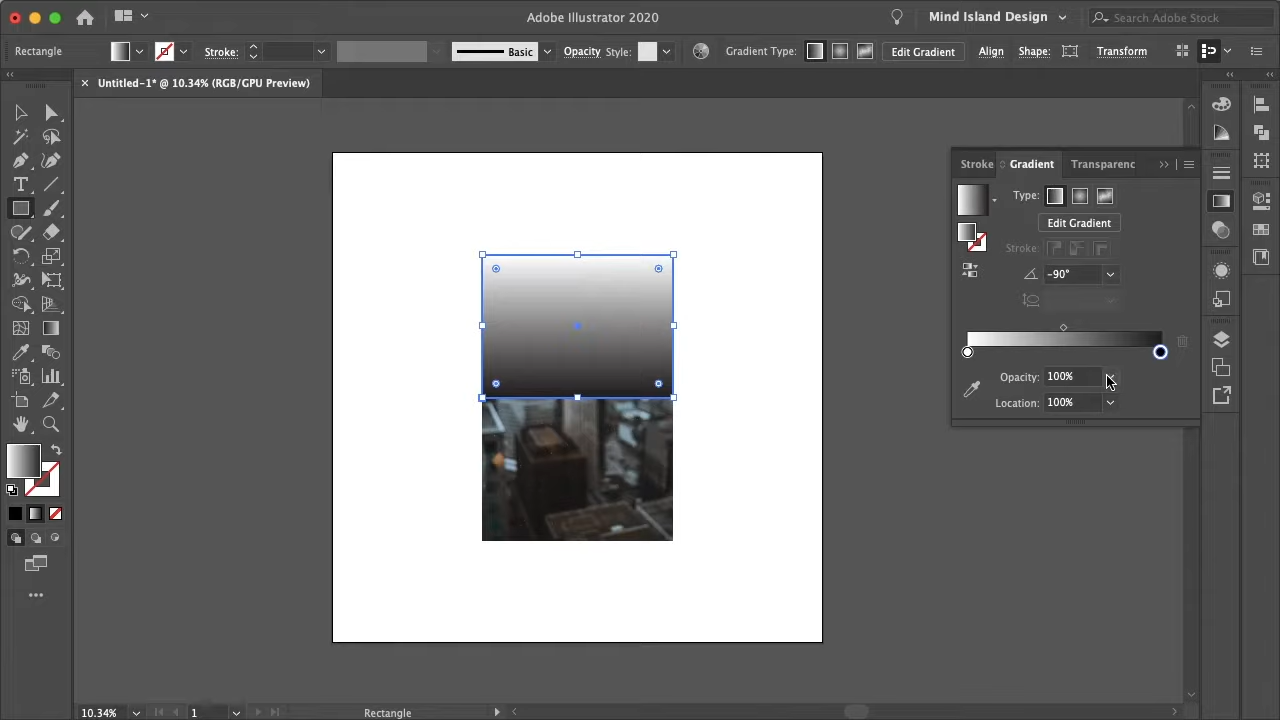 Adobe Illustrator 2020
Mind Island Design
Search Adobe Stock
Rectangle
Stroke:
Basic
Opacity
Style:
Gradient Type:
Edit Gradient
Align
Shape:
Transform
Untitled-1* @ 10.34% (RGB/GPU Preview)
Stroke
Gradient
Transparenc
Type:
Edit Gradient
Stroke:
-90°
Opacity:
100%
Location:
100%
10.34%
1
Rectangle